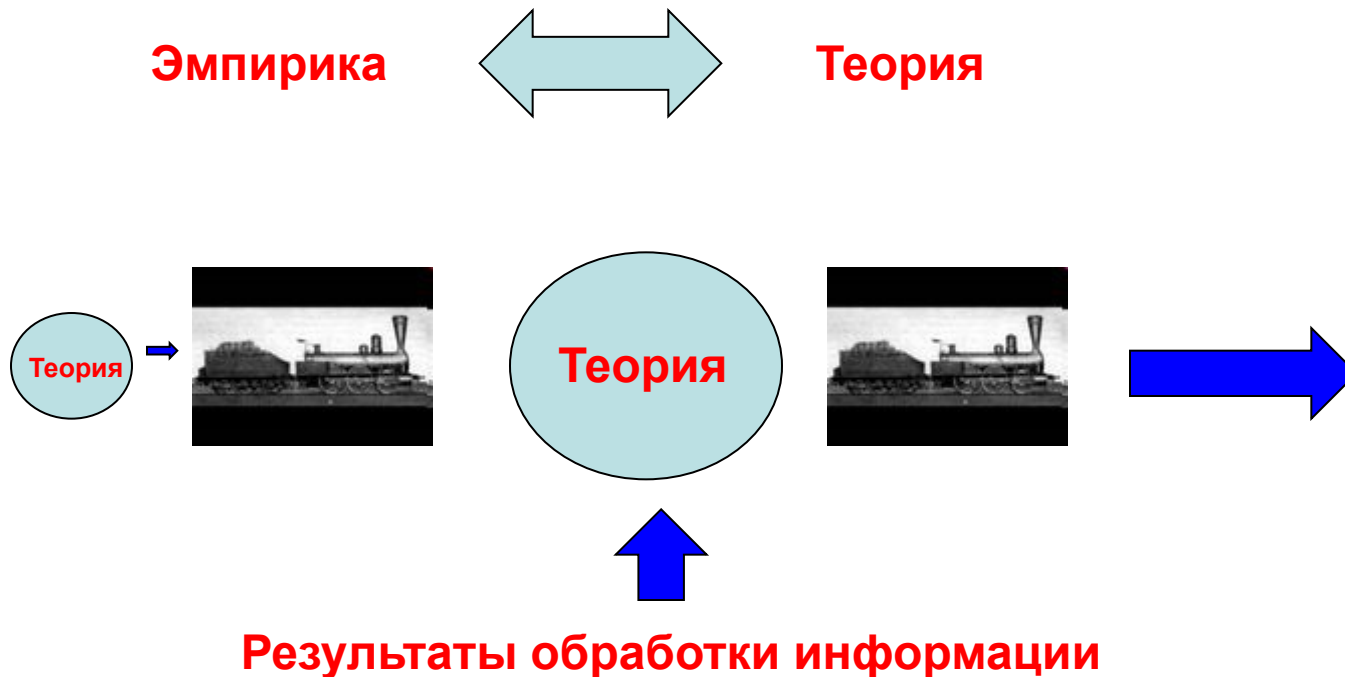 Эмпирика
Теория
Теория
Теория
Результаты обработки информации